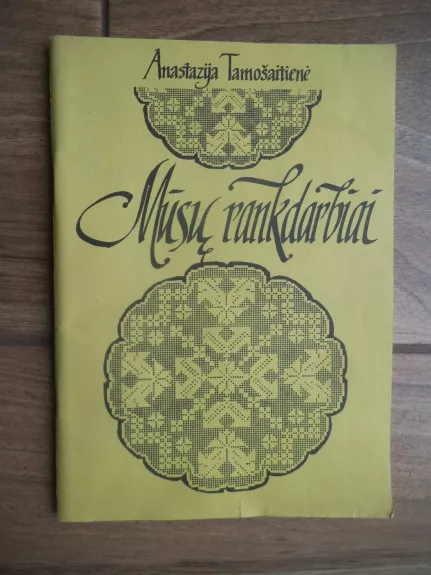 Anastazija Tamošaitienė
Mūsų rankdarbiai